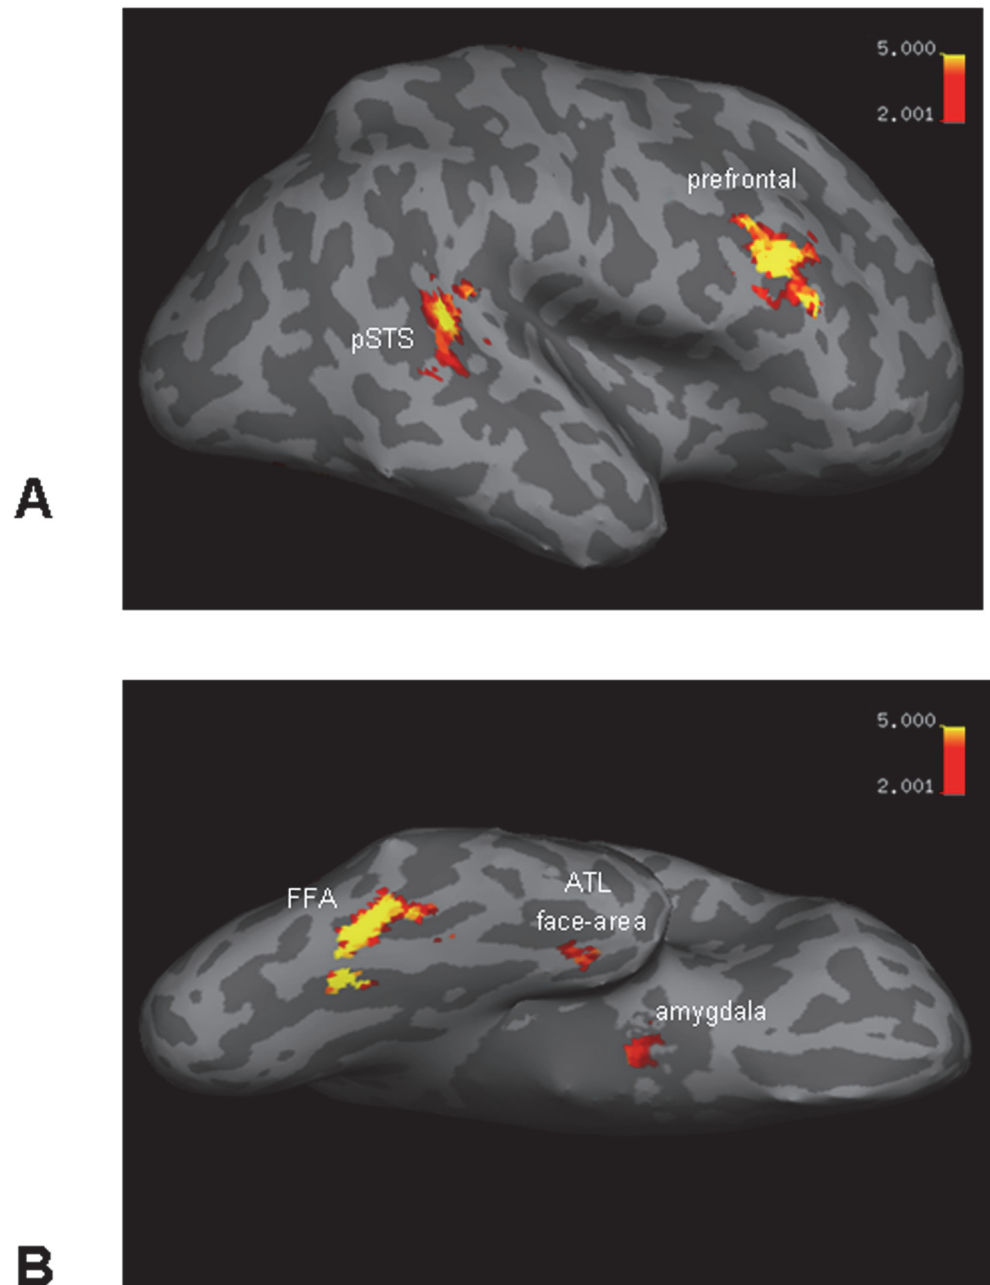 5.000
2.001
prefrontal
pSTS
A
5.000
2.001
FFA
ATL
face-area
amygdala
B